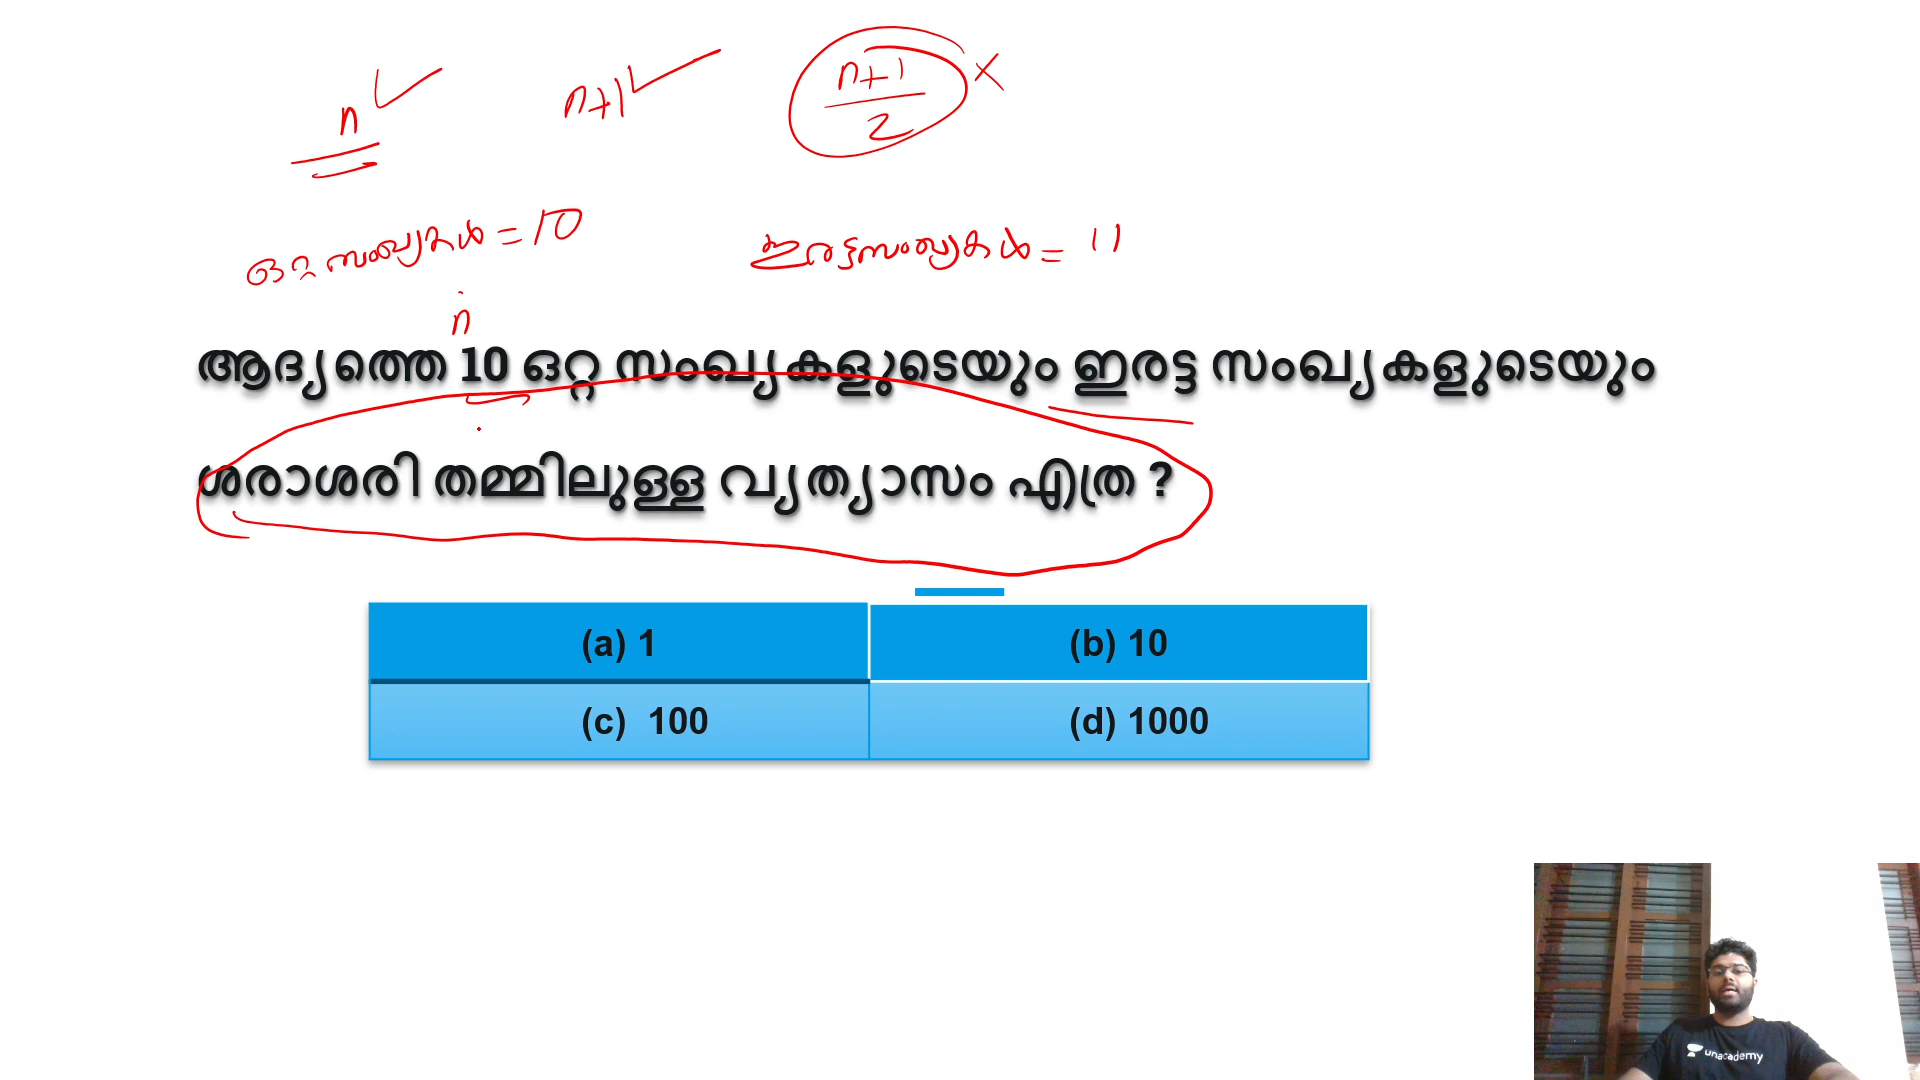 n
n+1
n+1
2
×
ഒറ്റ സംഖ്യകൾ = 10
ഇരട്ടസംഖ്യകൾ = 11
n
ആദ്യത്തെ 10 ഒറ്റ സംഖ്യകളുടെയും ഇരട്ട സംഖ്യകളുടെയും
ശരാശരി തമ്മിലുള്ള വ്യത്യാസം എത്ര ?
(a) 1
(b) 10
(c) 100
(d) 1000
unacademy